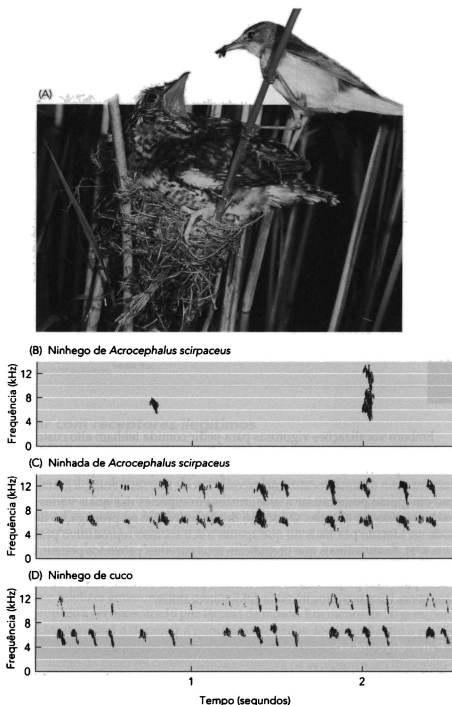 (A)
(B) Ninhego de Acrocephalus scirpaceus
Frequência (kHz)
12
8
4
0
(C) Ninhada de Acrocephalus scirpaceus
Frequência (kHz)
12
8
4
0
(D) Ninhego de cuco
Frequência (kHz)
12
8
4
0
1
2
Tempo (segundos)